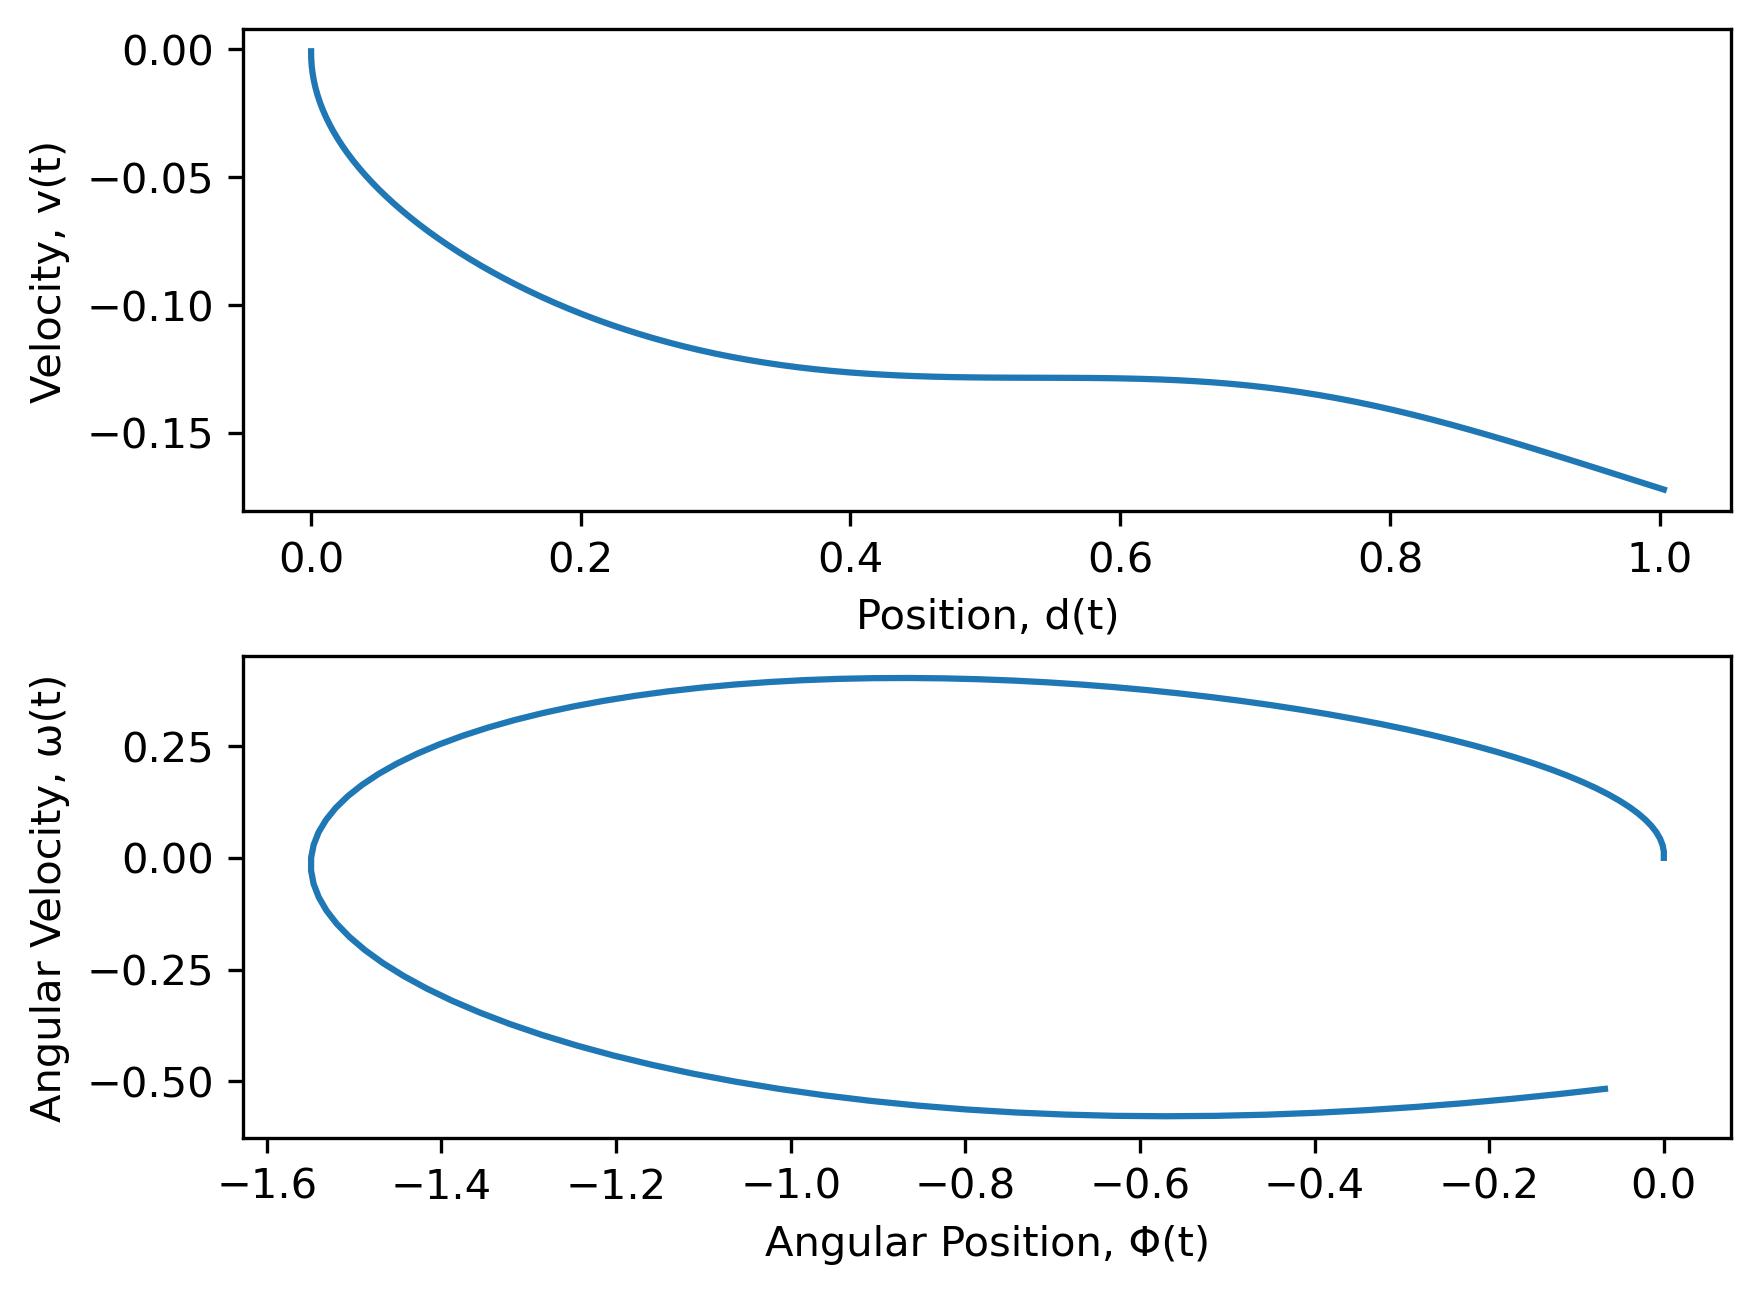 Velocity, v(t)
0.00
−0.05
−0.10
−0.15
0.0 0.2 0.4 0.6 0.8 1.0
Position, d(t)
Angular Velocity, ω(t)
0.25
0.00
−0.25
−0.50
−1.6 −1.4 −1.2 −1.0 −0.8 −0.6 −0.4 −0.2 0.0
Angular Position, Φ(t)